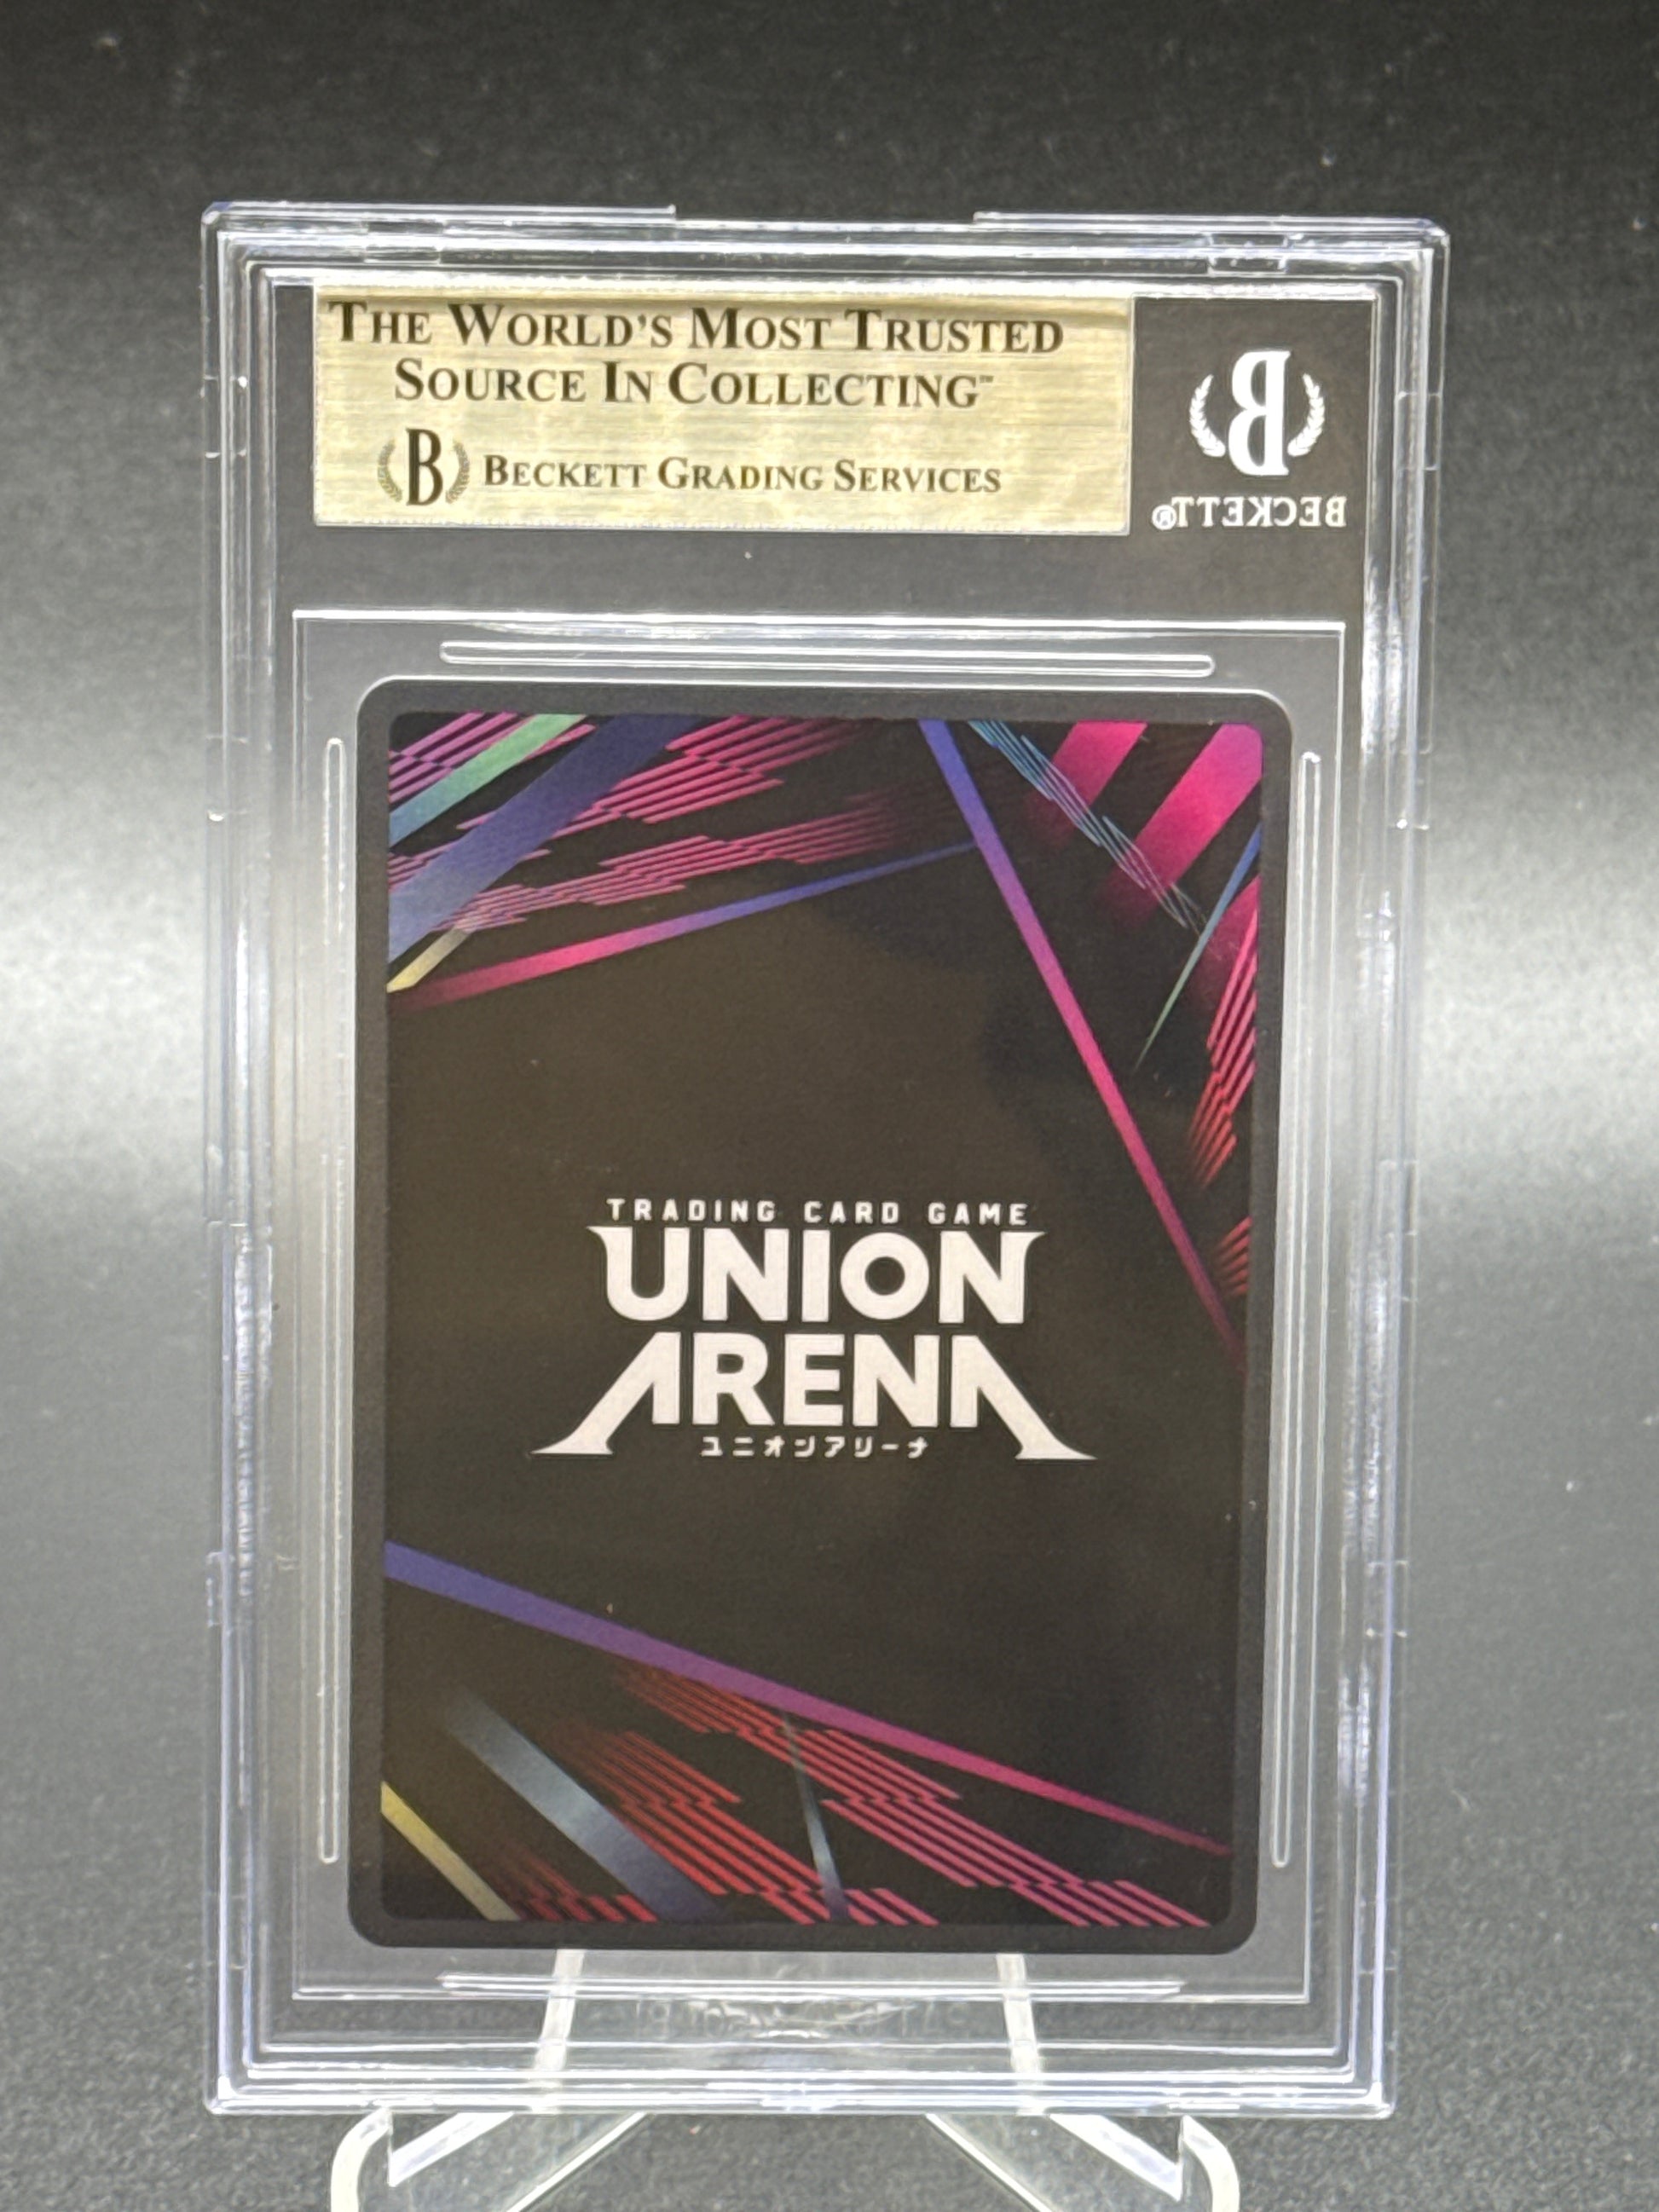 THE WORLD'S MOST TRUSTED
SOURCE IN COLLECTING™
B BECKETT GRADING SERVICES
B
BECKETT®
TRADING CARD GAME
UNION
ARENA
ユニオンアリーナ